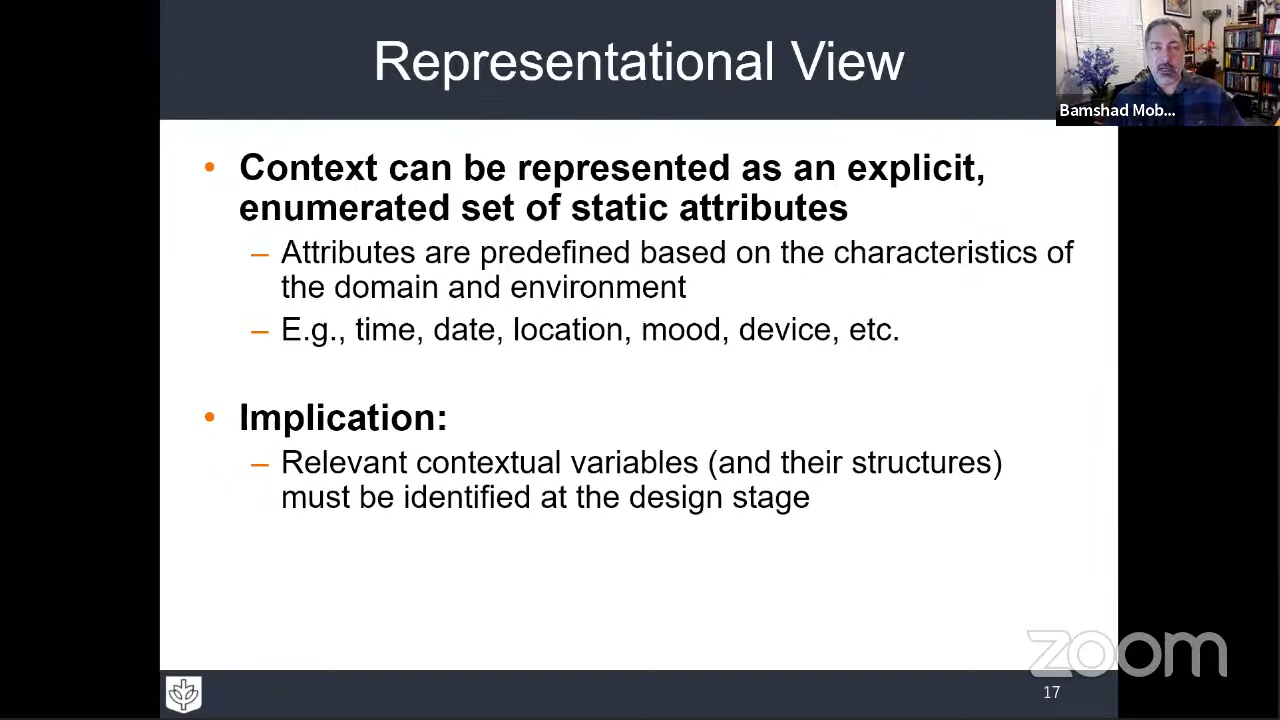 Representational View
Bamshad Mob...
• Context can be represented as an explicit,
enumerated set of static attributes
– Attributes are predefined based on the characteristics of
the domain and environment
– E.g., time, date, location, mood, device, etc.
• Implication:
– Relevant contextual variables (and their structures)
must be identified at the design stage
zoom
17